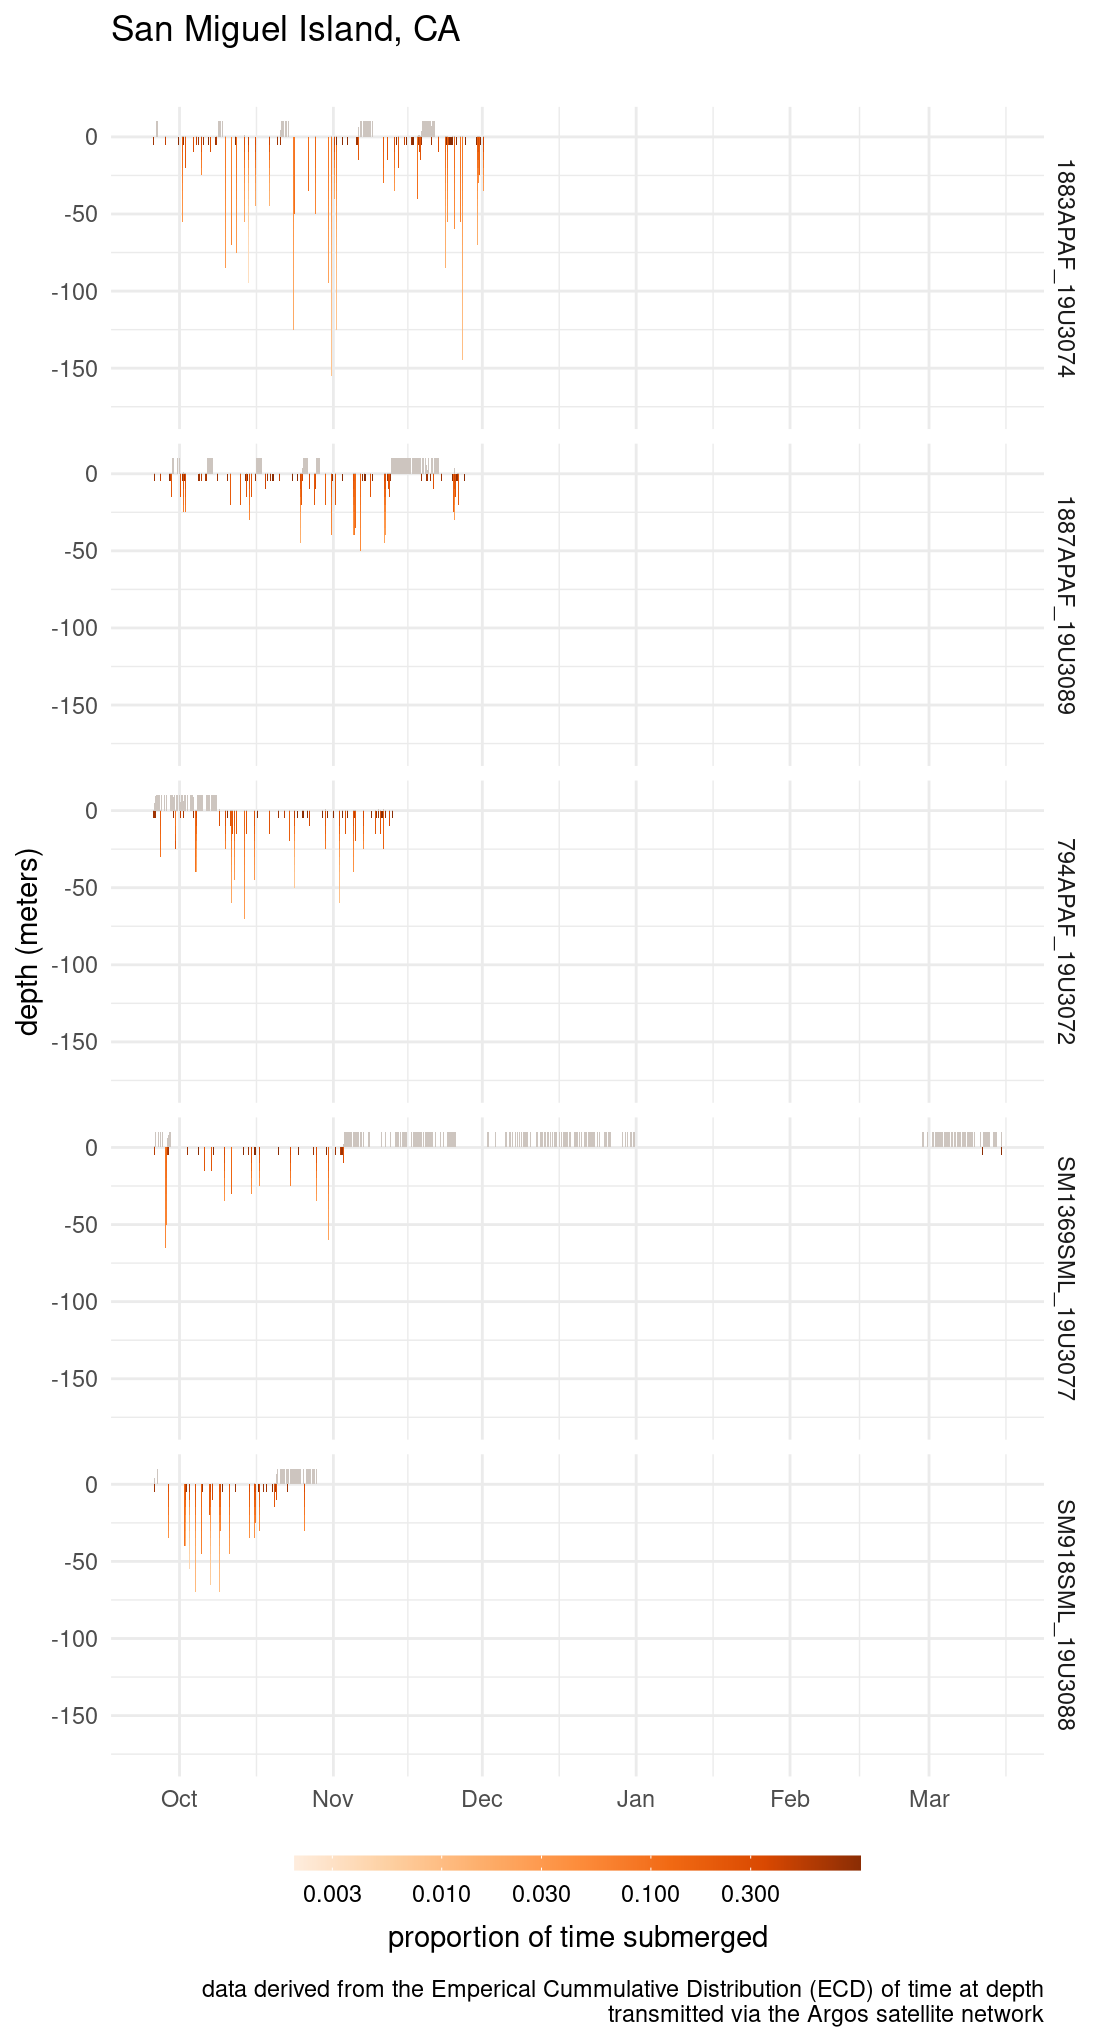 San Miguel Island, CA
0
-50
-100
-150
1883APAF_19U3074
0
-50
-100
-150
1887APAF_19U3089
depth (meters)
0
-50
-100
-150
794APAF_19U3072
0
-50
-100
-150
SM1369SML_19U3077
0
-50
-100
-150
SM918SML_19U3088
Oct Nov Dec Jan Feb Mar
0.003 0.010 0.030 0.100 0.300
proportion of time submerged
data derived from the Emperical Cummulative Distribution (ECD) of time at depth
transmitted via the Argos satellite network